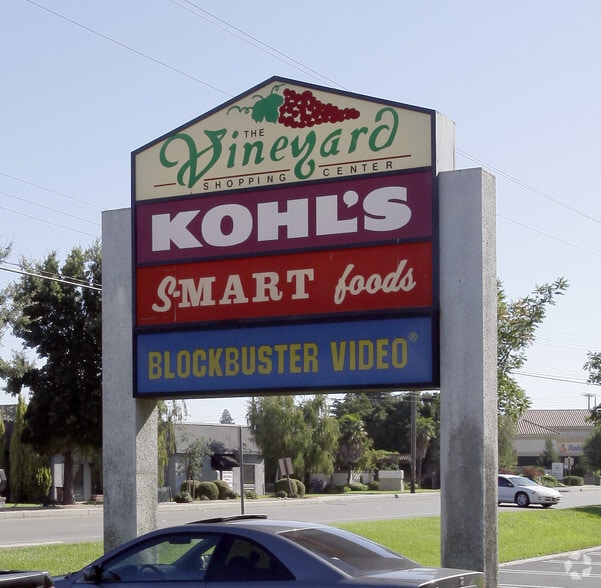 THE
Vineyard
SHOPPING CENTER
KOHL'S
S-MART foods
BLOCKBUSTER VIDEO®